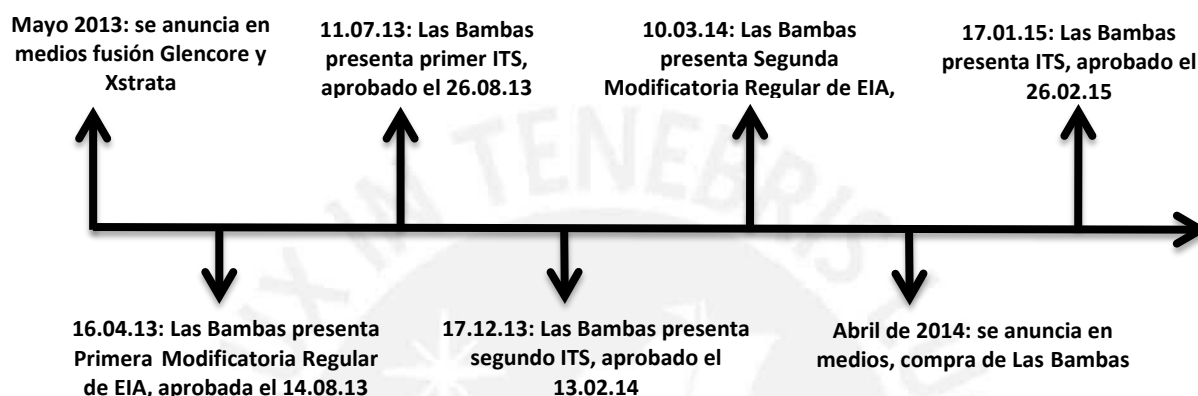 Mayo 2013: se anuncia en
medios fusión Glencore y
Xstrata
11.07.13: Las Bambas
presenta primer ITS,
aprobado el 26.08.13
10.03.14: Las Bambas
presenta Segunda
Modificatoria Regular de EIA,
17.01.15: Las Bambas
presenta ITS, aprobado el
26.02.15
16.04.13: Las Bambas presenta
Primera Modificatoria Regular
de EIA, aprobada el 14.08.13
17.12.13: Las Bambas presenta
segundo ITS, aprobado el
13.02.14
Abril de 2014: se anuncia en
medios, compra de Las Bambas
IN TENEBRIS